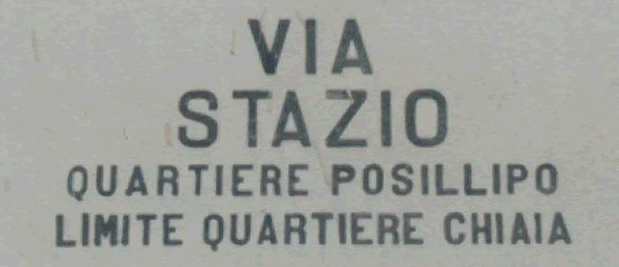 VIA
STAZIO
QUARTIERE POSILLIPO
LIMITE QUARTIERE CHIAIA